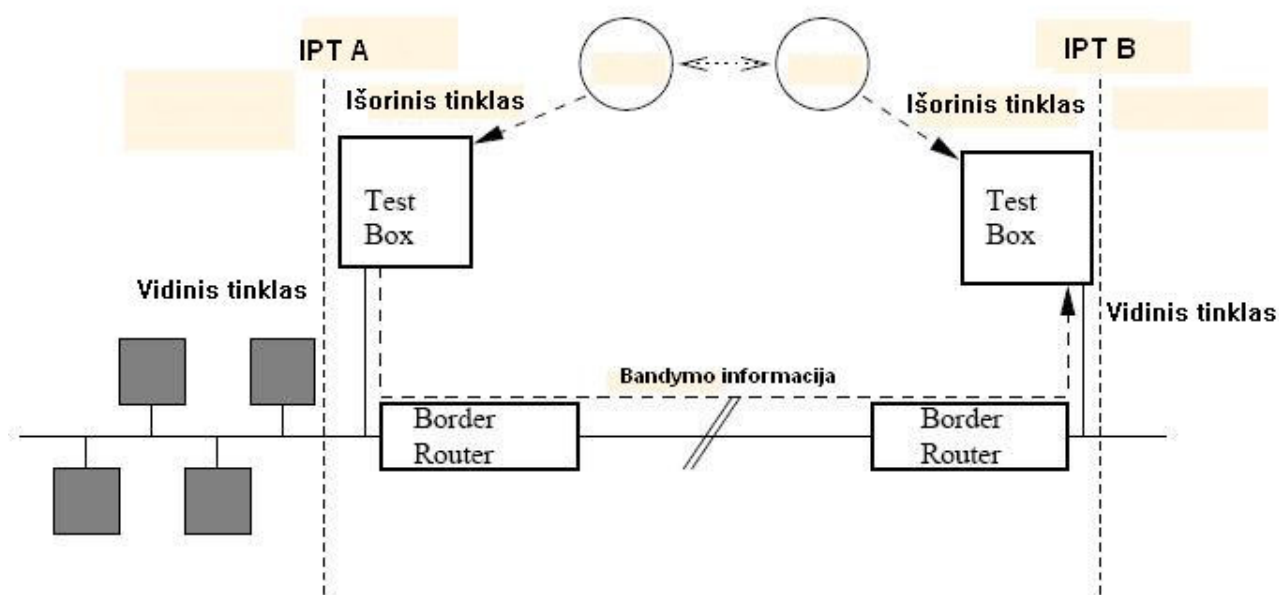 IPT A
IPT B
Išorinis tinklas
Išorinis tinklas
Test
Box
Test
Box
Vidinis tinklas
Vidinis tinklas
Bandymo informacija
Border
Router
Border
Router